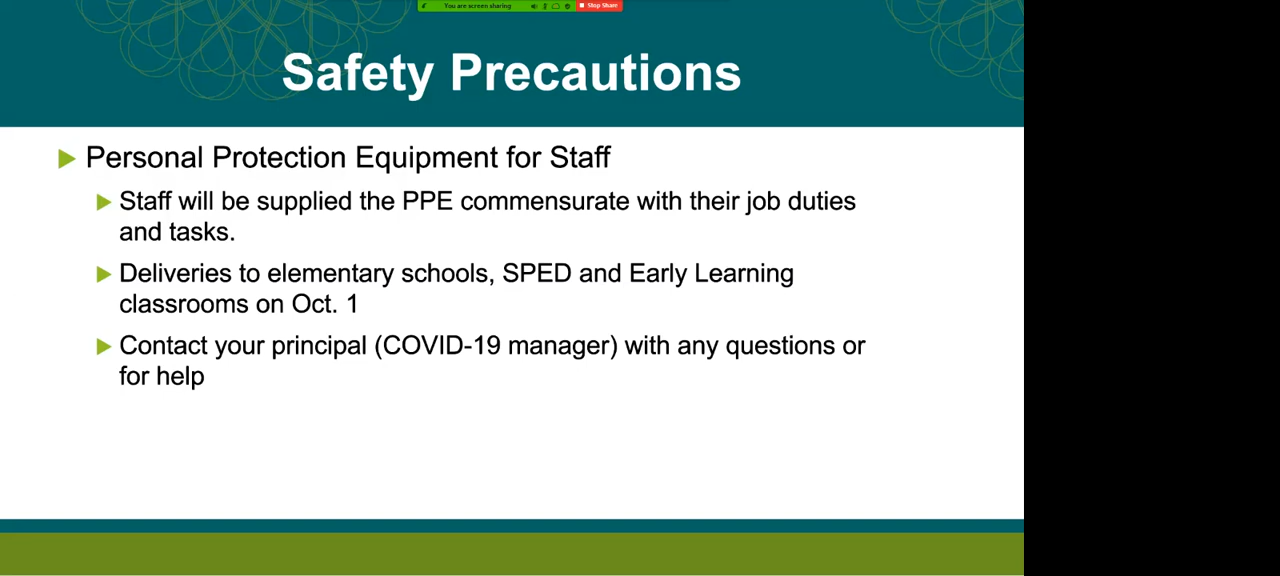 You are screen sharing
Stop Share
Safety Precautions
Personal Protection Equipment for Staff
Staff will be supplied the PPE commensurate with their job duties
and tasks.
Deliveries to elementary schools, SPED and Early Learning
classrooms on Oct. 1
Contact your principal (COVID-19 manager) with any questions or
for help